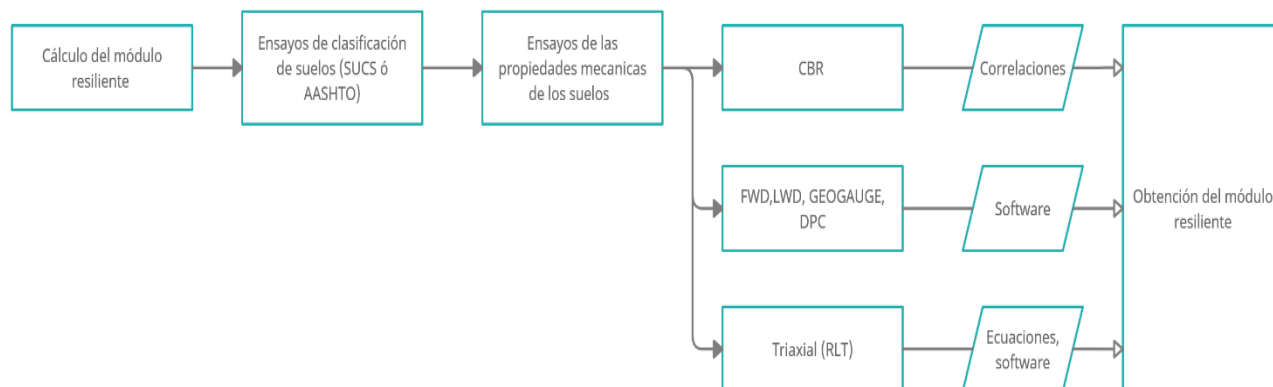 Cálculo del módulo
resiliente
Ensayos de clasificación
de suelos (SUCS ó
AASHTO)
Ensayos de las
propiedades mecanicas
de los suelos
CBR
Correlaciones
FWD,LWD, GEOGAUGE,
DPC
Software
Obtención del módulo
resiliente
Triaxial (RLT)
Ecuaciones,
software